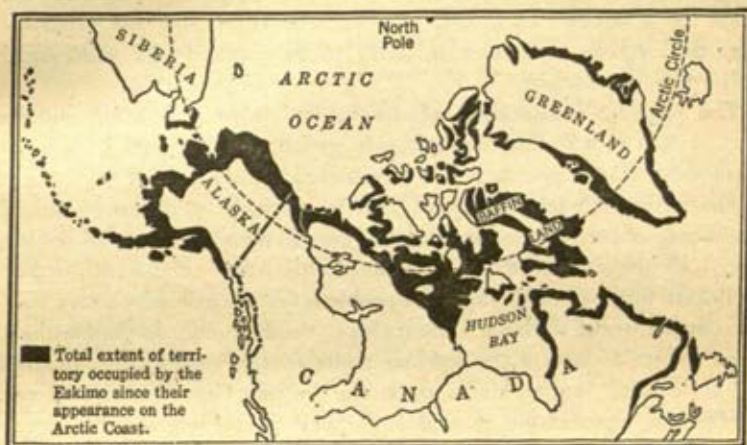 North
Pole
SIBERIA
ARCTIC
OCEAN
GREENLAND
Arctic Circle
ALASKA
BAFFIN
LAND
HUDSON
BAY
CANADA
Total extent of terri-
tory occupied by the
Eskimo since their
appearance on the
Arctic Coast.